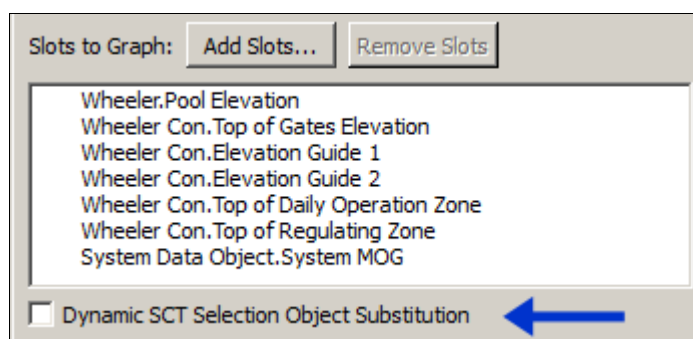 Slots to Graph: Add Slots... Remove Slots
Wheeler.Pool Elevation
Wheeler Con.Top of Gates Elevation
Wheeler Con.Elevation Guide 1
Wheeler Con.Elevation Guide 2
Wheeler Con.Top of Daily Operation Zone
Wheeler Con.Top of Regulating Zone
System Data Object.System MOG
Dynamic SCT Selection Object Substitution